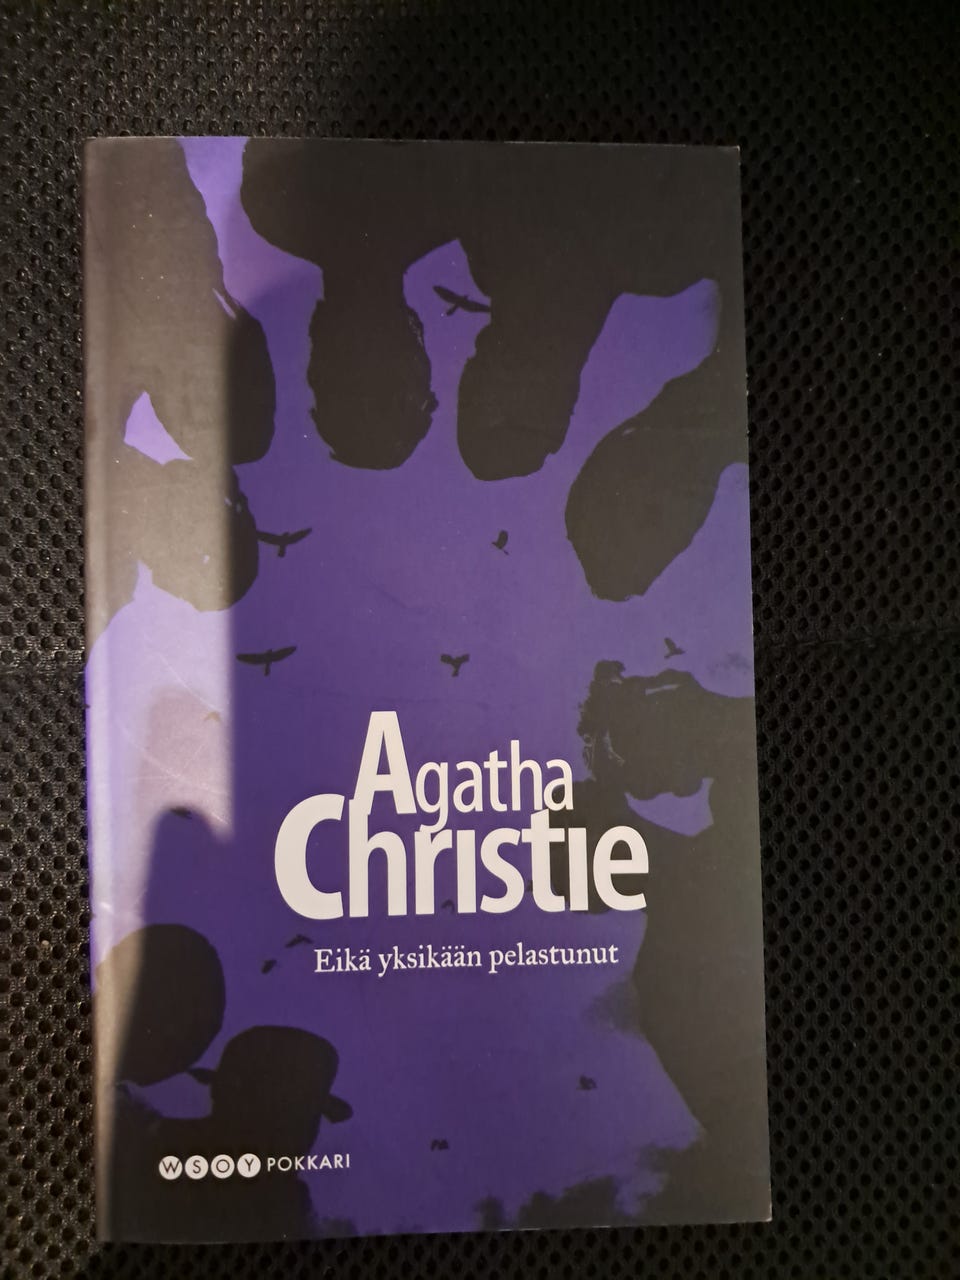 Agatha
Christie
Eikä yksikään pelastunut
WSOY POKKARI